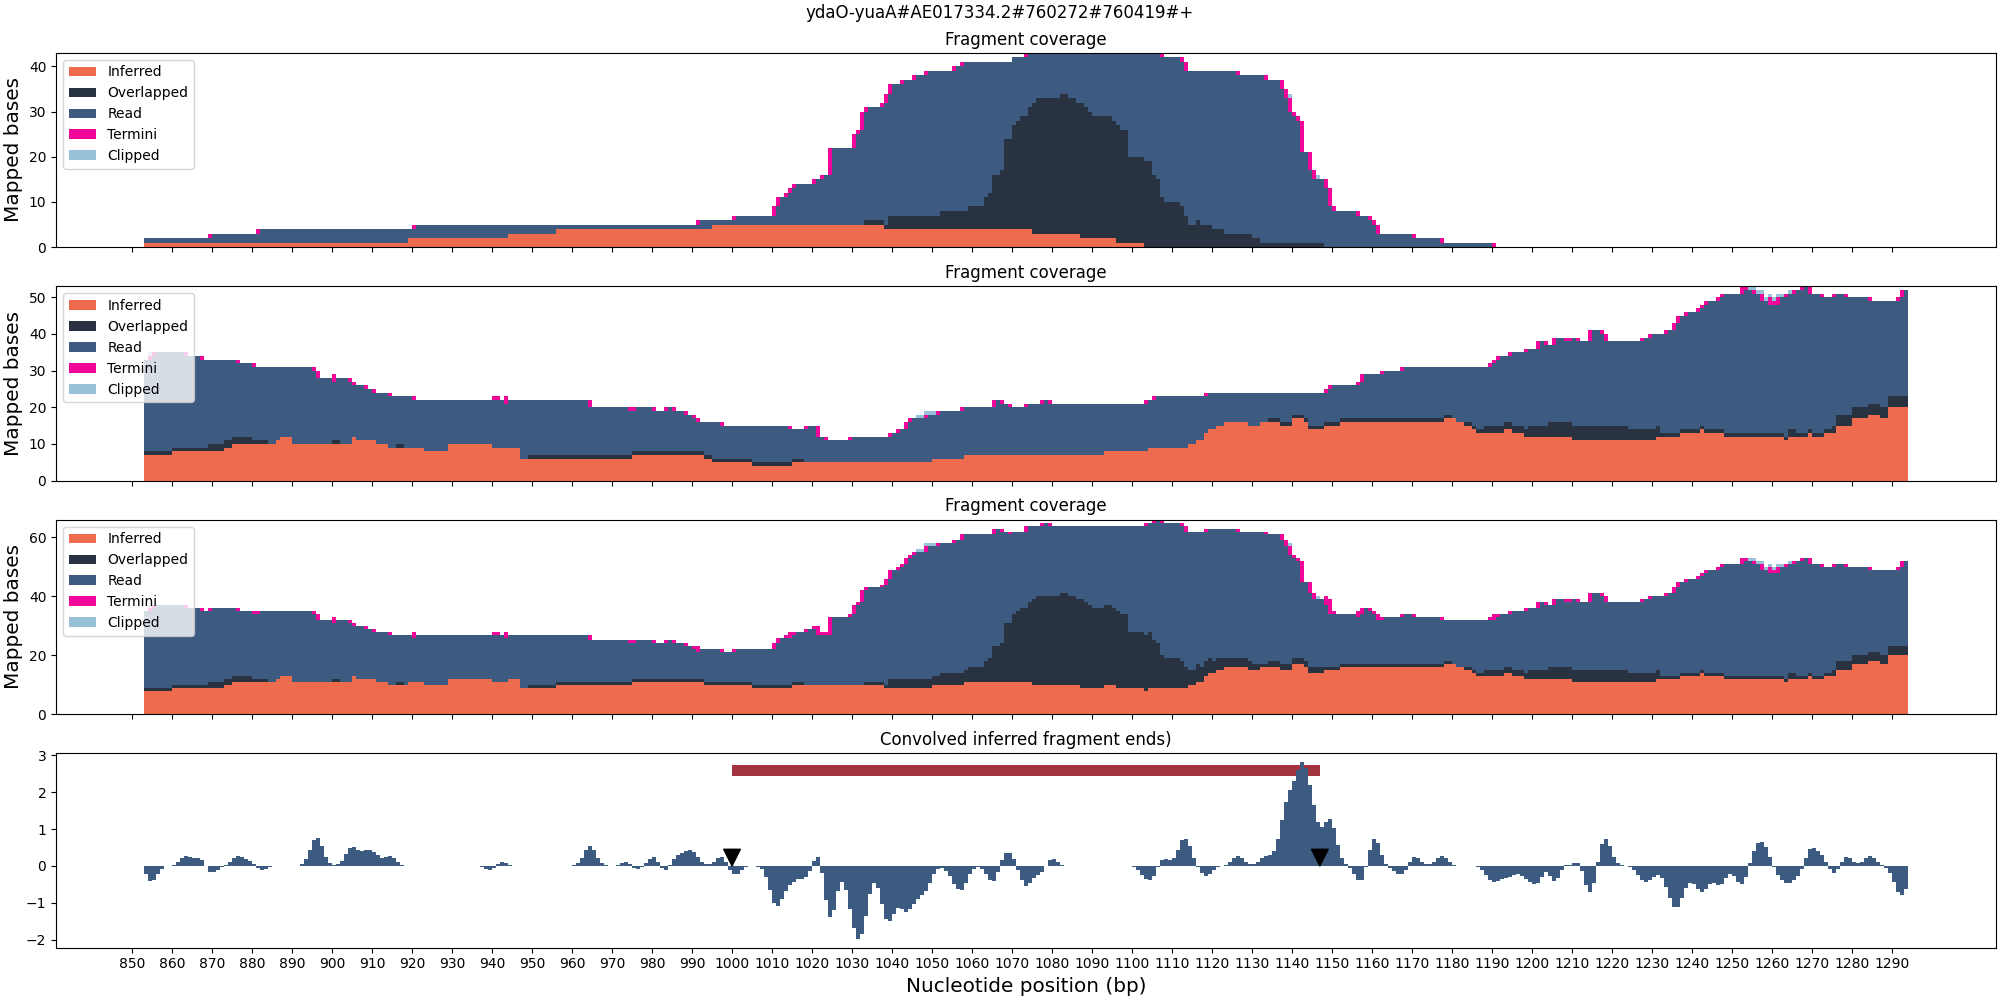 ydaO-yuaA#AE017334.2#760272#760419#+
Fragment coverage
Mapped bases
40
30
20
10
0
Inferred
Overlapped
Read
Termini
Clipped
Fragment coverage
Mapped bases
50
40
30
20
10
0
Inferred
Overlapped
Read
Termini
Clipped
Fragment coverage
Mapped bases
60
40
20
0
Inferred
Overlapped
Read
Termini
Clipped
Convolved inferred fragment ends)
3
2
1
0
−1
−2
850 860 870 880 890 900 910 920 930 940 950 960 970 980 990 1000 1010 1020 1030 1040 1050 1060 1070 1080 1090 1100 1110 1120 1130 1140 1150 1160 1170 1180 1190 1200 1210 1220 1230 1240 1250 1260 1270 1280 1290
Nucleotide position (bp)